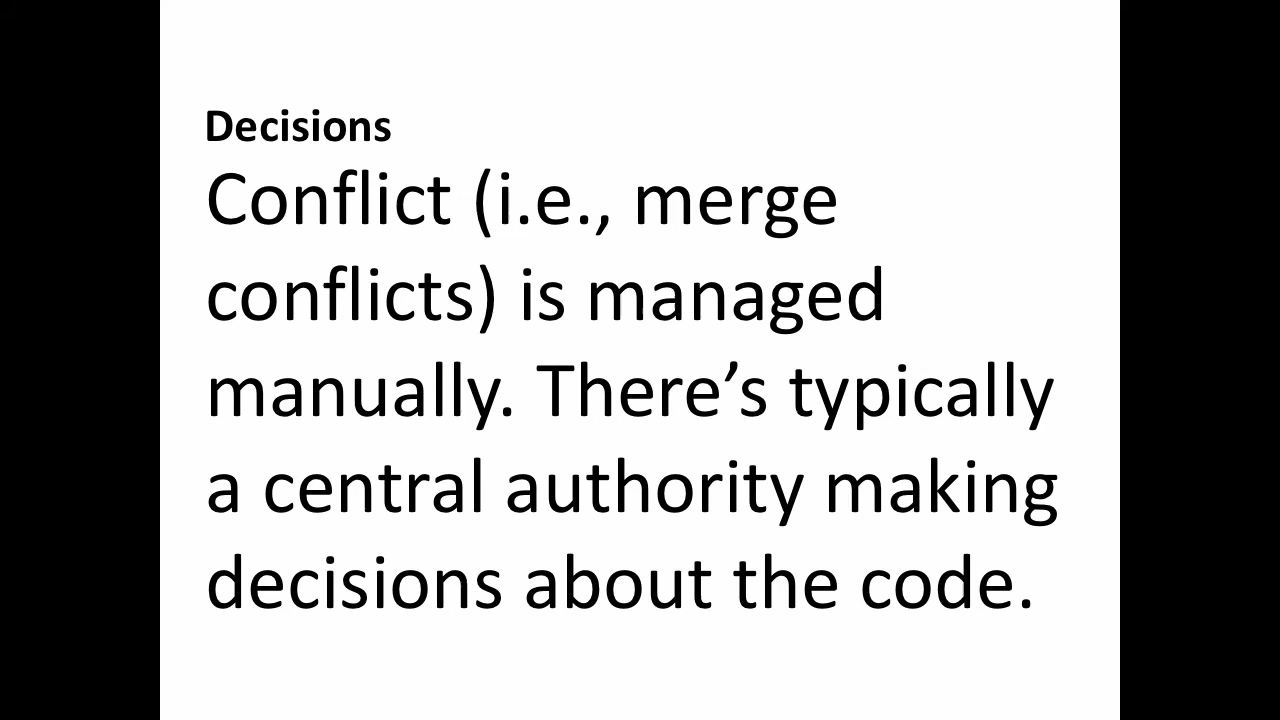 Decisions
Conflict (i.e., merge
conflicts) is managed
manually. There’s typically
a central authority making
decisions about the code.